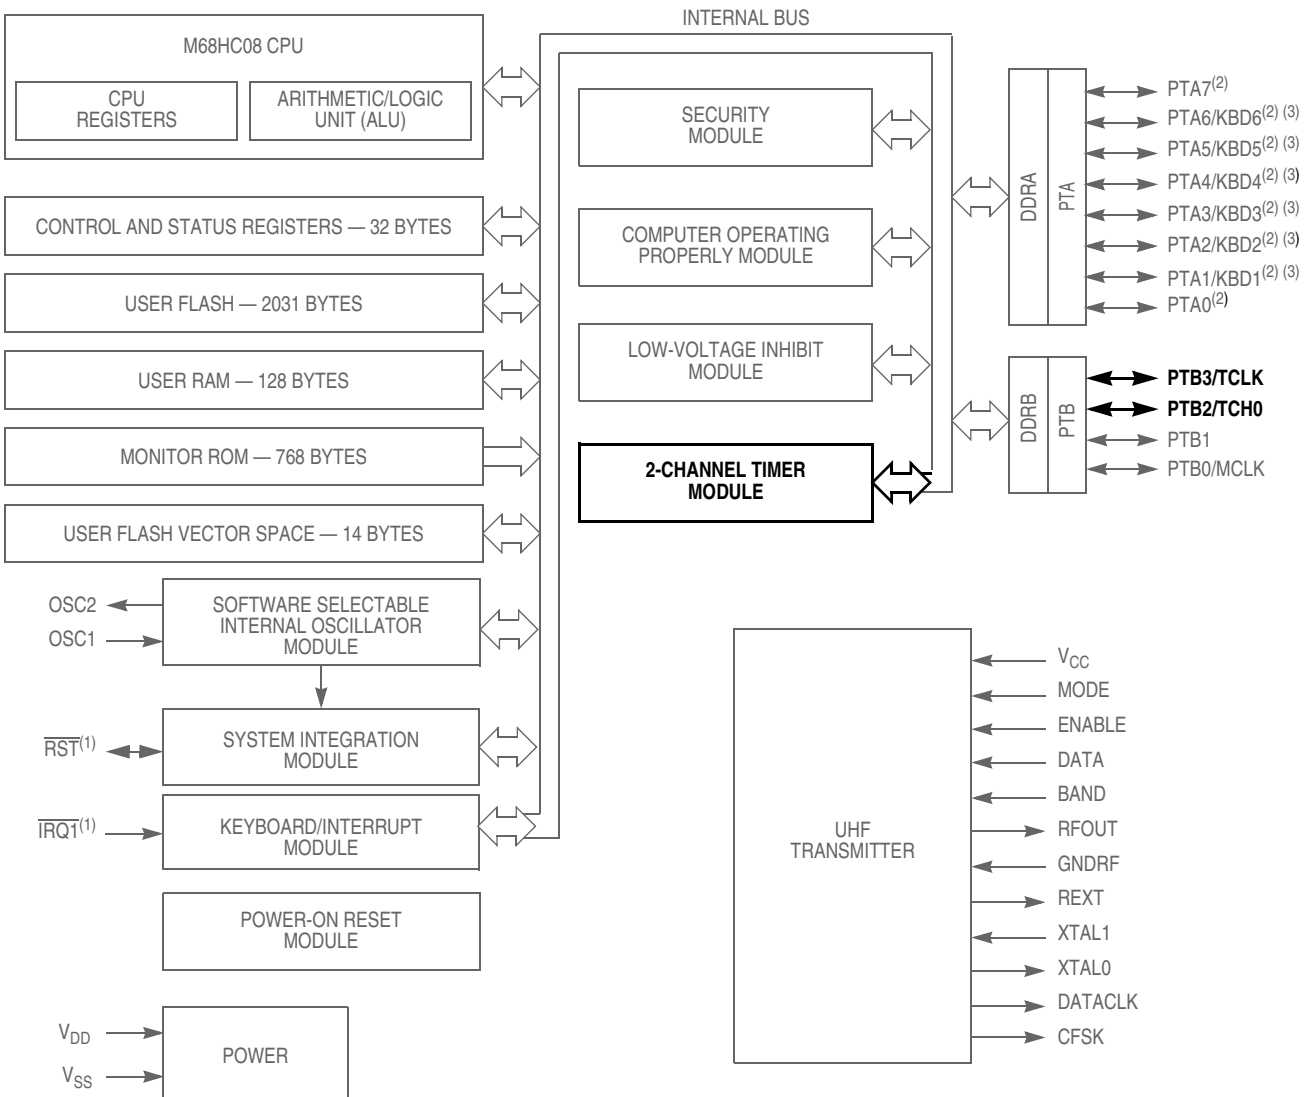 INTERNAL BUS
M68HC08 CPU
CPU
REGISTERS
ARITHMETIC/LOGIC
UNIT (ALU)
CONTROL AND STATUS REGISTERS — 32 BYTES
USER FLASH — 2031 BYTES
USER RAM — 128 BYTES
MONITOR ROM — 768 BYTES
USER FLASH VECTOR SPACE — 14 BYTES
OSC2
OSC1
SOFTWARE SELECTABLE
INTERNAL OSCILLATOR
MODULE
RST(1)
SYSTEM INTEGRATION
MODULE
IRQ1(1)
KEYBOARD/INTERRUPT
MODULE
POWER-ON RESET
MODULE
VDD
VSS
POWER
SECURITY
MODULE
COMPUTER OPERATING
PROPERLY MODULE
LOW-VOLTAGE INHIBIT
MODULE
2-CHANNEL TIMER
MODULE
DDRA
PTA
PTA7(2)
PTA6/KBD6(2) (3)
PTA5/KBD5(2) (3)
PTA4/KBD4(2) (3)
PTA3/KBD3(2) (3)
PTA2/KBD2(2) (3)
PTA1/KBD1(2) (3)
PTA0(2)
DDRB
PTB
PTB3/TCLK
PTB2/TCH0
PTB1
PTB0/MCLK
UHF
TRANSMITTER
VCC
MODE
ENABLE
DATA
BAND
RFOUT
GNDRF
REXT
XTAL1
XTAL0
DATACLK
CFSK